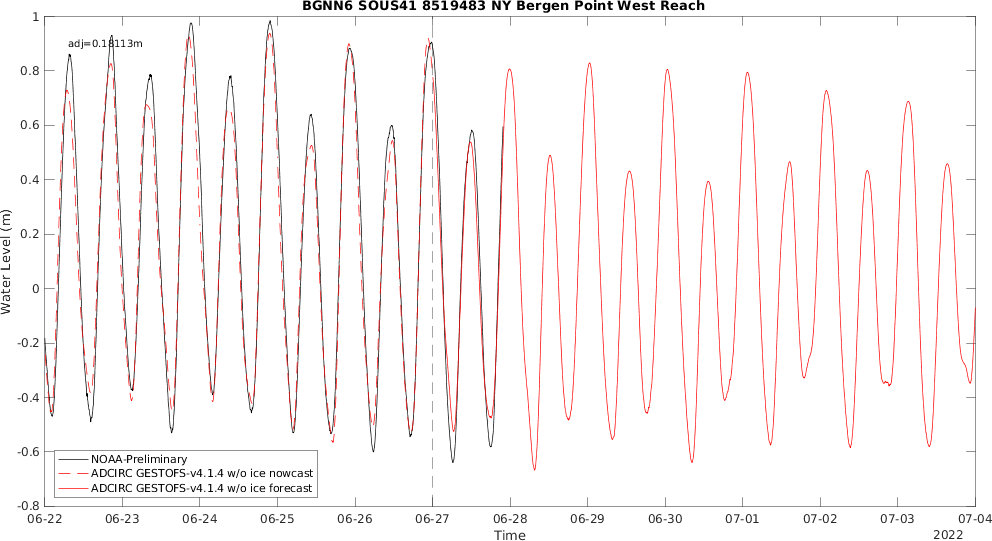 BGNN6 SOUS41 8519483 NY Bergen Point West Reach
adj=0.18113m
Water Level (m)
1
0.8
0.6
0.4
0.2
0
-0.2
-0.4
-0.6
-0.8
NOAA-Preliminary
ADCIRC GESTOFS-v4.1.4 w/o ice nowcast
ADCIRC GESTOFS-v4.1.4 w/o ice forecast
06-22 06-23 06-24 06-25 06-26 06-27 06-28 06-29 06-30 07-01 07-02 07-03 07-04
Time
2022